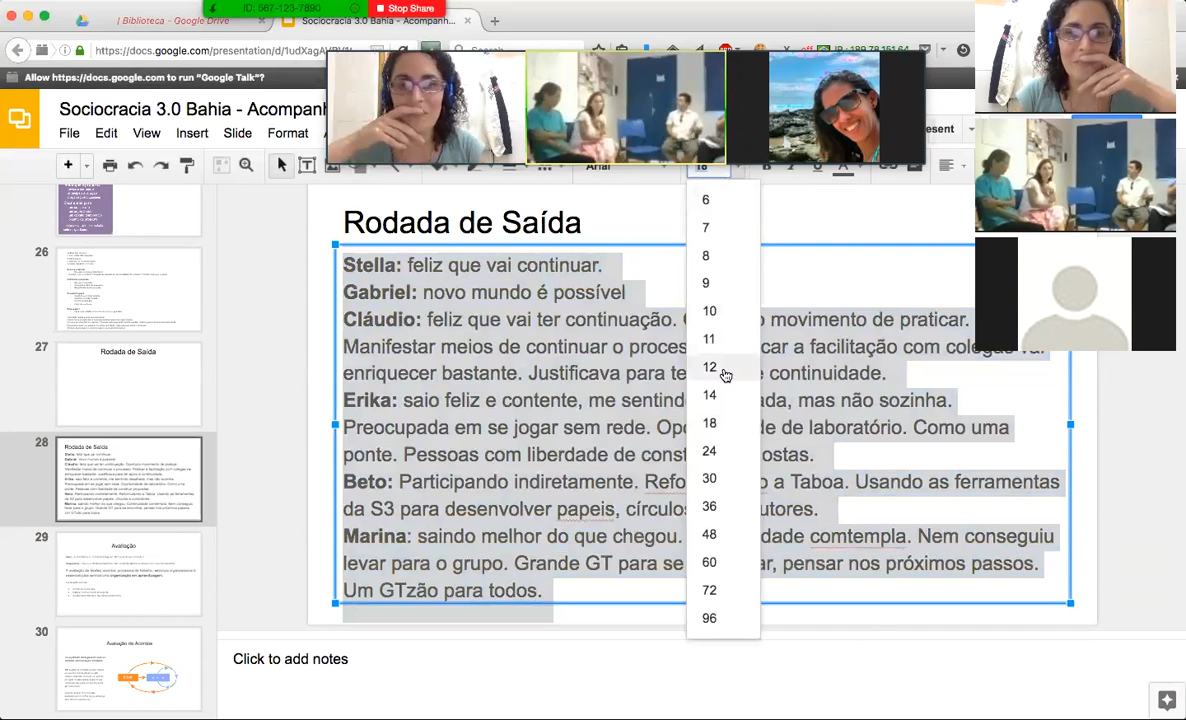 ID: 567-123-7890 Stop Share
Biblioteca - Google Drive
Sociocracia 3.0 Bahia - Acompanh...
https://docs.google.com/presentation/d/1udXagA
Search
Allow https://docs.google.com to run "Google Talk"?
Sociocracia 3.0 Bahia - Acompanh
File Edit View Insert Slide Format
Arial
18
6
7
8
9
10
11
12
14
18
24
30
36
48
60
72
96
26
27
Rodada de Saída
28
Rodada de Saída
29
Avaliação
30
Avaliação de Acordos
Rodada de Saída
Stella: feliz que vai continuar.
Gabriel: novo mundo é possível
Cláudio: feliz que vai ter continuação. movimento de praticar.
Manifestar meios de continuar o proces car a facilitação com
enriquecer bastante. Justificava para te e continuidade.
Erika: saio feliz e contente, me sentind ada, mas não sozinha.
Preocupada em se jogar sem rede. Opo de de laboratório. Como uma
ponte. Pessoas com liberdade de const ostas.
Beto: Participando indiretamente. Refo a Taboa. Usando as ferramentas
da S3 para desenvolver papeis, círculos utores.
Marina: saindo melhor do que chegou. dade comtempla. Nem conseguiu
levar para o grupo. Grande GT para se ar, pensar nos próximos passos.
Um GTzão para todos.
Click to add notes